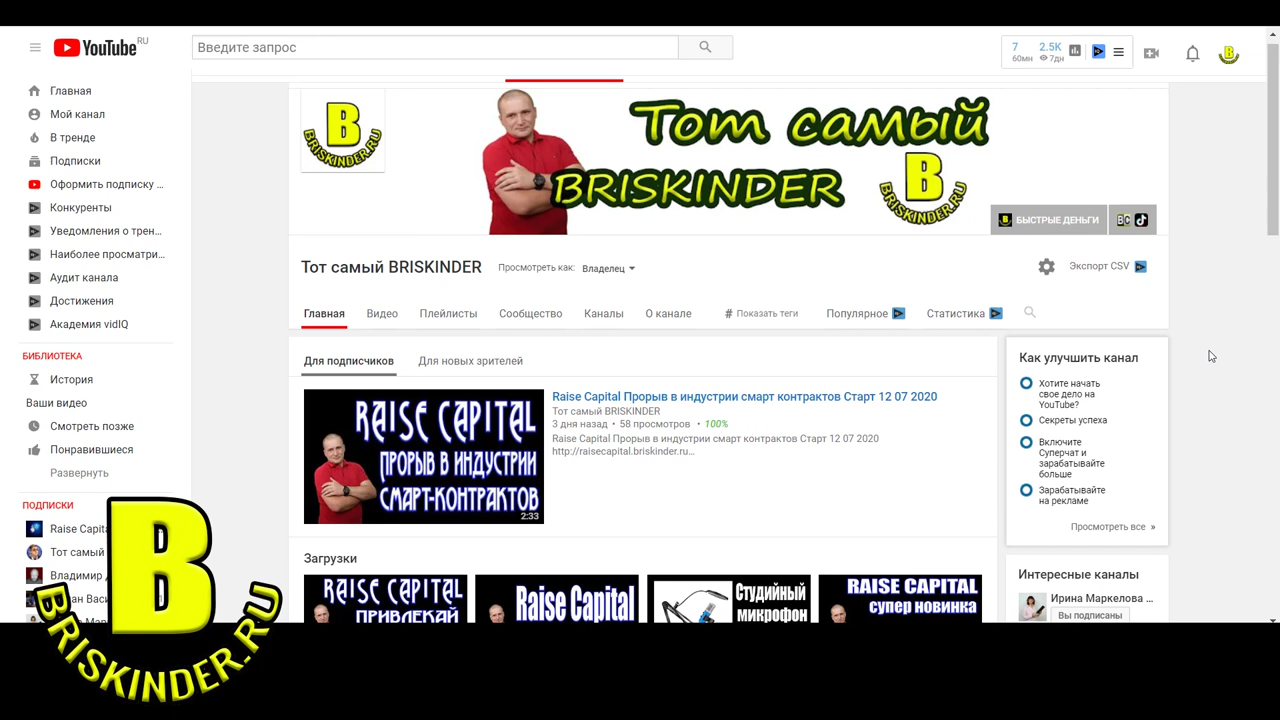 YouTube RU
Введите запрос
7
60мн
2.5K
7дн
B
Главная
Мой канал
В тренде
Подписки
Оформить подписку ...
Конкуренты
Уведомления о трен...
Наиболее просматри...
Аудит канала
Достижения
Академия vidIQ
БИБЛИОТЕКА
История
Ваши видео
Смотреть позже
Понравившиеся
Развернуть
ПОДПИСКИ
Raise Capita
Тот самый
Владимир
B
BRISKINDER.RU
B
BRISKINDER.RU
Тот самый
BRISKINDER
B
BRISKINDER.RU
БЫСТРЫЕ ДЕНЬГИ
BC
Тот самый BRISKINDER
Просмотреть как: Владелец
Экспорт CSV
Главная
Видео
Плейлисты
Сообщество
Каналы
О канале
# Показать теги
Популярное
Статистика
Для подписчиков
Для новых зрителей
RAISE CAPITAL
ПРОРЫВ В ИНДУСТРИИ
СМАРТ-КОНТРАКТОВ
2:33
Raise Capital Прорыв в индустрии смарт контрактов Старт 12 07 2020
Тот самый BRISKINDER
3 дня назад • 58 просмотров • 100%
Raise Capital Прорыв в индустрии смарт контрактов Старт 12 07 2020
http://raisecapital.briskinder.ru...
Загрузки
RAISE CAPITAL
ПРИВЛЕКАЙ
Raise Capital
Студийный
микрофон
RAISE CAPITAL
супер новинка
Как улучшить канал
Хотите начать
свое дело на
YouTube?
Секреты успеха
Включите
Суперчат и
зарабатывайте
больше
Зарабатывайте
на рекламе
Просмотреть все »
Интересные каналы
Ирина Маркелова ...
Вы подписаны